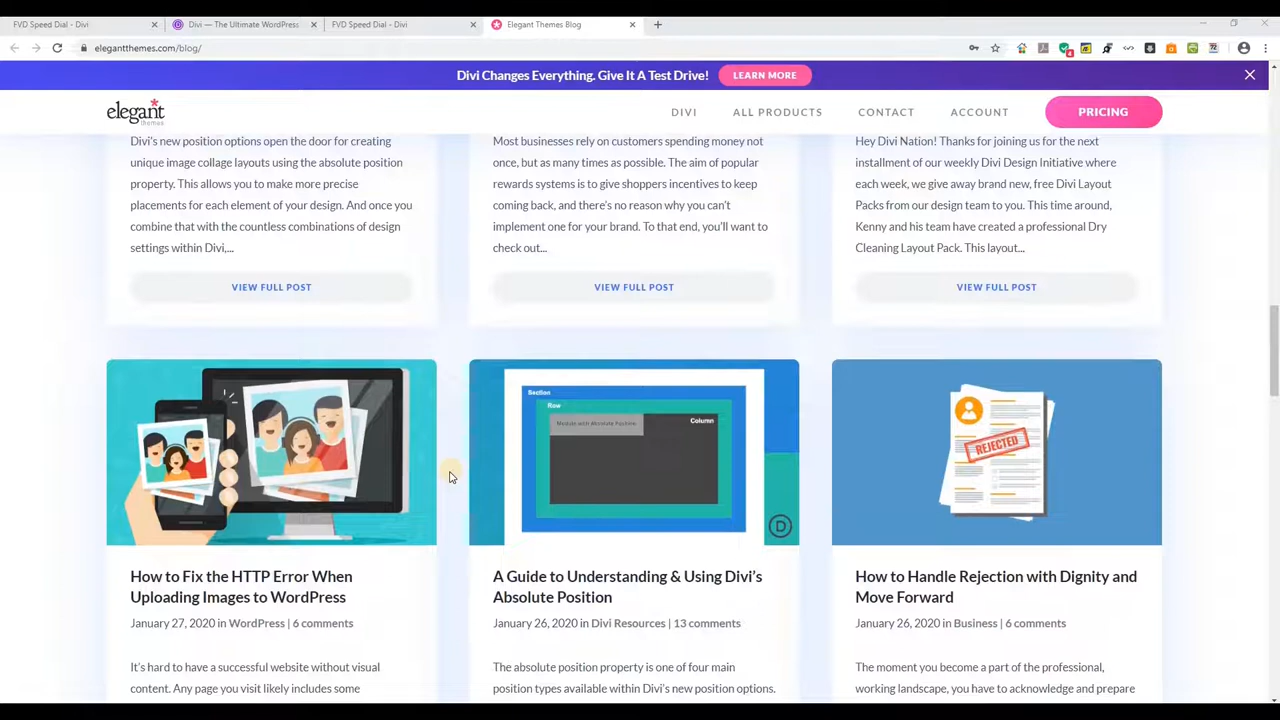 FVD Speed Dial - Divi
Divi — The Ultimate WordPress
FVD Speed Dial - Divi
Elegant Themes Blog
elegantthemes.com/blog/
Divi Changes Everything. Give It A Test Drive!
LEARN MORE
elegant
themes
DIVI
ALL PRODUCTS
CONTACT
ACCOUNT
PRICING
Divi's new position options open the door for creating
unique image collage layouts using the absolute position
property. This allows you to make more precise
placements for each element of your design. And once you
combine that with the countless combinations of design
settings within Divi,...
VIEW FULL POST
Most businesses rely on customers spending money not
once, but as many times as possible. The aim of popular
rewards systems is to give shoppers incentives to keep
coming back, and there's no reason why you can't
implement one for your brand. To that end, you'll want to
check out...
VIEW FULL POST
Hey Divi Nation! Thanks for joining us for the next
installment of our weekly Divi Design Initiative where
each week, we give away brand new, free Divi Layout
Packs from our design team to you. This time around,
Kenny and his team have created a professional Dry
Cleaning Layout Pack. This layout...
VIEW FULL POST
How to Fix the HTTP Error When
Uploading Images to WordPress
January 27, 2020 in WordPress | 6 comments
It's hard to have a successful website without visual
content. Any page you visit likely includes some
Section
Row
Module with Absolute Position
Column
D
A Guide to Understanding & Using Divi's
Absolute Position
January 26, 2020 in Divi Resources | 13 comments
The absolute position property is one of four main
position types available within Divi's new position options.
REJECTED
How to Handle Rejection with Dignity and
Move Forward
January 26, 2020 in Business | 6 comments
The moment you become a part of the professional,
working landscape, you have to acknowledge and prepare